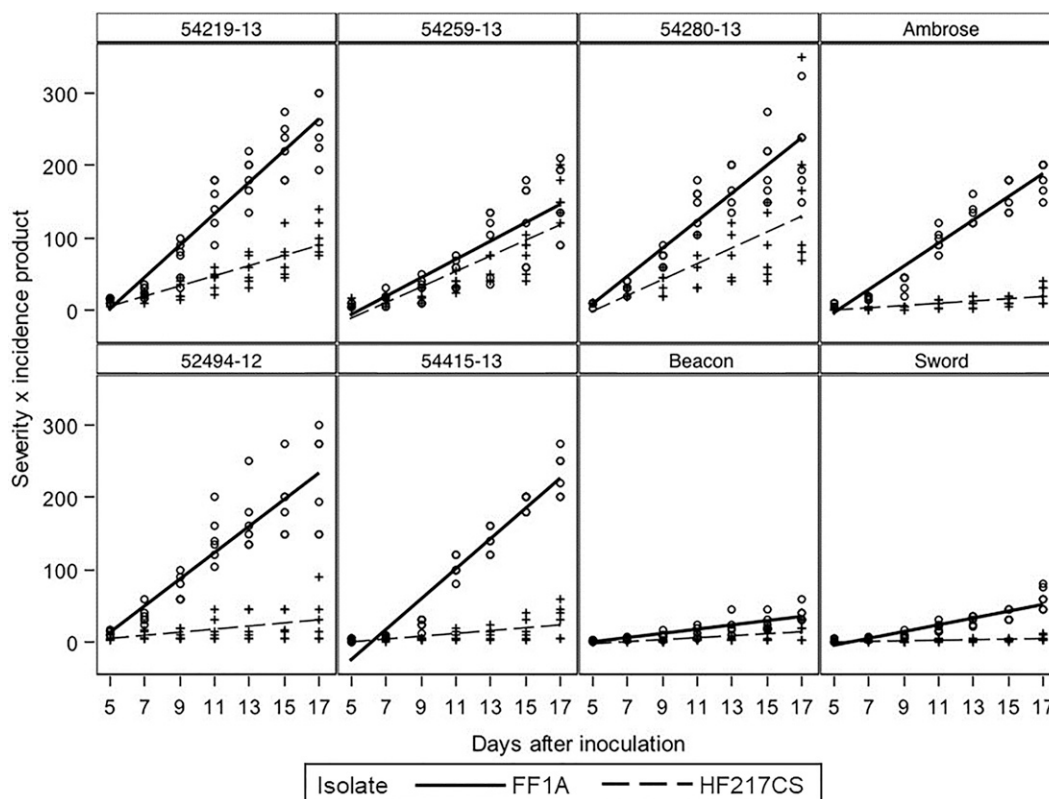 54219-13 54259-13 54280-13 Ambrose
300
200
100
0
52494-12 54415-13 Beacon Sword
300
200
100
0
Severity x incidence product
5 7 9 11 13 15 17 5 7 9 11 13 15 17 5 7 9 11 13 15 17 5 7 9 11 13 15 17
Days after inoculation
Isolate FF1A HF217CS